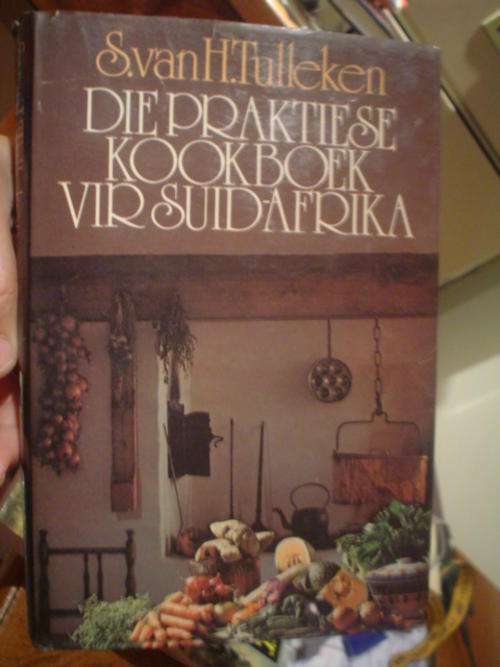 S. van H. Tulleken
DIE PRAKTIESE
KOOKBOEK
VIR SUID-AFRIKA